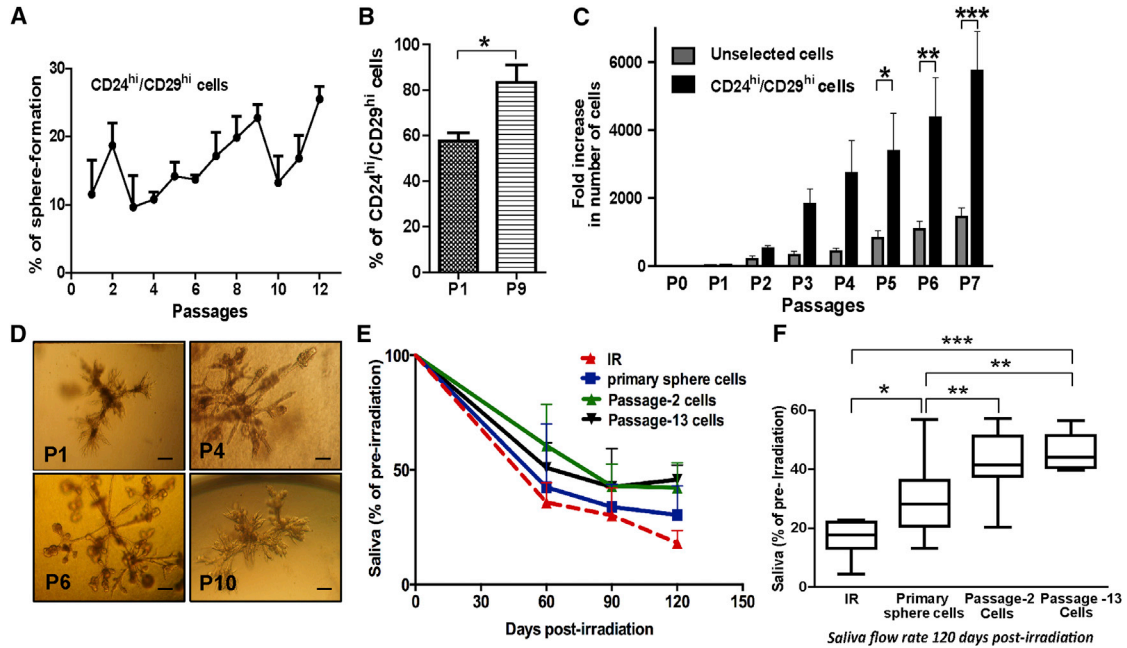 A
% of sphere-formation
30
20
10
0
CD24hi/CD29hi cells
0 2 4 6 8 10 12
Passages
B
% of CD24hi/CD29hi cells
100
80
60
40
20
0
*
P1 P9
C
Fold increase
in number of cells
6000
4000
2000
0
Unselected cells
CD24hi/CD29hi cells
* ** ***
P0 P1 P2 P3 P4 P5 P6 P7
Passages
D
P1
P4
P6
P10
E
Saliva (% of pre-irradiation)
100
50
0
IR
primary sphere cells
Passage-2 cells
Passage-13 cells
0 30 60 90 120 150
Days post-irradiation
F
Saliva (% of pre- Irradiation)
60
40
20
0
***
**
* **
IR Primary sphere cells Passage-2 Cells Passage -13 Cells
Saliva flow rate 120 days post-irradiation